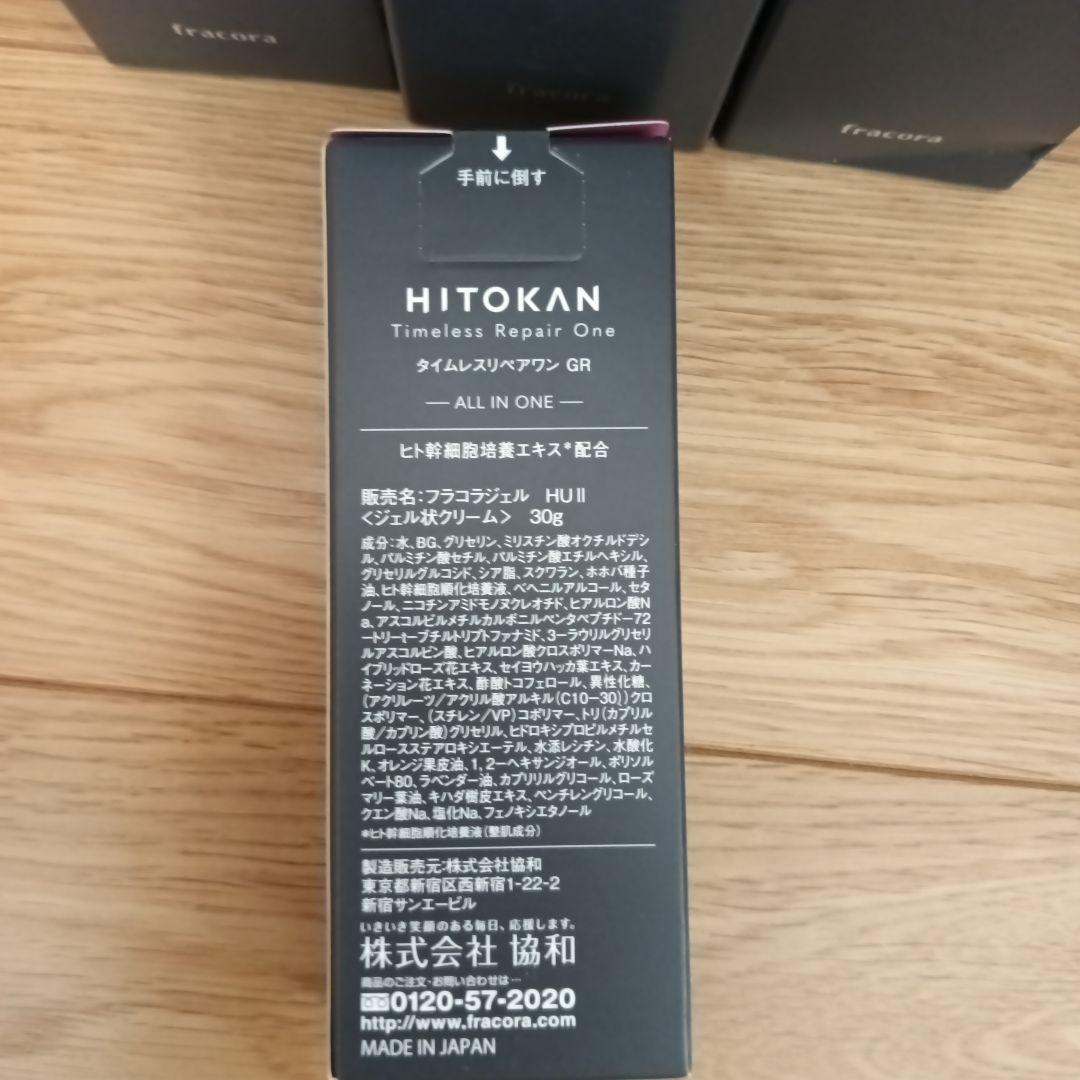 fracora
fracora
fracora
手前に倒す
HITOKAN
Timeless Repair One
タイムレスリペアワン GR
ALL IN ONE
ヒト幹細胞培養エキス*配合
販売名:フラコラジェル HUⅡ
<ジェル状クリーム> 30g
成分:水、BG、グリセリン、ミリスチン酸オクチルドデシ
ル、パルミチン酸セチル、パルミチン酸エチルヘキシル、
グリセリルグルコシド、シア脂、スクワラン、ホホバ種子
油、ヒト幹細胞順化培養液、ベヘニルアルコール、セタ
ノール、ニコチンアミドモノヌクレオチド、ヒアルロン酸N
a、アスコルビルメチルカルボニルペンタペプチド－72
ートリーtーブチルトリプトファナミド、3－ラウリルグリセリ
ルアスコルビン酸、ヒアルロン酸クロスポリマーNa、ハ
イブリッドローズ花エキス、セイヨウハッカ葉エキス、カー
ネーション花エキス、酢酸トコフェロール、異性化糖、
(アクリレーツ/アクリル酸アルキル(C10－30))クロ
スポリマー、(スチレン/VP)コポリマー、トリ(カプリル
酸/カプリン酸)グリセリル、ヒドロキシプロピルメチルセ
ルロースステアロキシエーテル、水添レシチン、水酸化
K、オレンジ果皮油、1,2－ヘキサンジオール、ポリソル
ベート80、ラベンダー油、カプリリルグリコール、ローズ
マリー葉油、キハダ樹皮エキス、ペンチレングリコール、
クエン酸Na、塩化Na、フェノキシエタノール
*ヒト幹細胞順化培養液(整肌成分)
製造販売元:株式会社協和
東京都新宿区西新宿1-22-2
新宿サンエービル
いきいき笑顔のある毎日、応援します。
株式会社 協和
商品のご注文・お問い合わせは…
0120-57-2020
http://www.fracora.com
MADE IN JAPAN